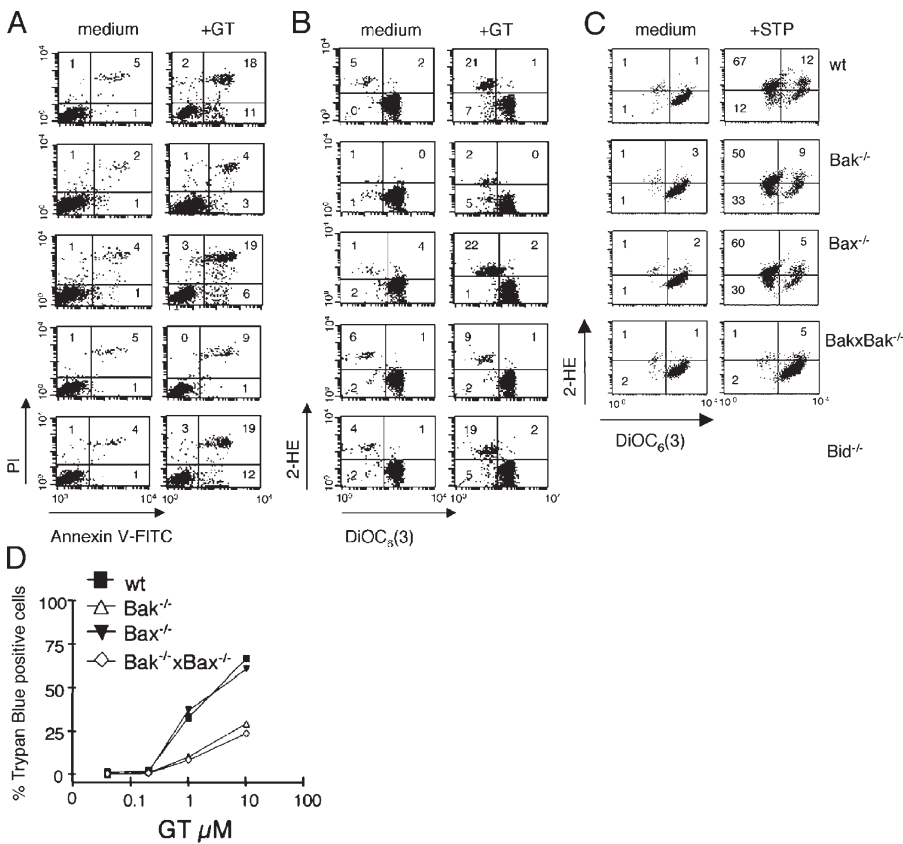 A
medium
+GT
B
medium
+GT
C
medium
+STP
1 5
2 18
5 2
21 1
1 1
67 12
wt
1
11
0
7
1
12
1 2
1 4
1 0
2 0
3
50 9
Bak-/-
1
3
1
5
1
33
1 4
3 19
1 4
22 2
1 2
60 5
Bax-/-
1
6
2
1
1
30
1 5
0 9
6 1
9 1
1 1
1 5
BakxBak-/-
1
1
2
2
2
2
1 4
3 19
4 1
19 2
Bid-/-
1
12
2
5
PI
Annexin V-FITC
2-HE
DiOC6(3)
2-HE
DiOC6(3)
D
wt
Bak-/-
Bax-/-
Bak-/-xBax-/-
% Trypan Blue positive cells
100
75
50
25
0
0 0.1 1 10 100
GT µM